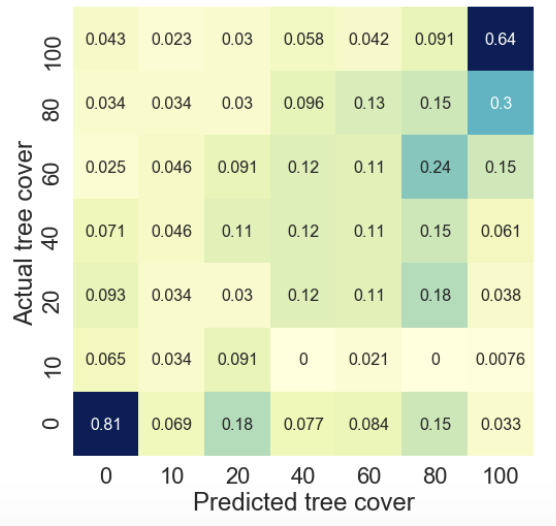 100 0.043 0.023 0.03 0.058 0.042 0.091 0.64
80 0.034 0.034 0.03 0.096 0.13 0.15 0.3
60 0.025 0.046 0.091 0.12 0.11 0.24 0.15
40 0.071 0.046 0.11 0.12 0.11 0.15 0.061
20 0.093 0.034 0.03 0.12 0.11 0.18 0.038
10 0.065 0.034 0.091 0 0.021 0 0.0076
0 0.81 0.069 0.18 0.077 0.084 0.15 0.033
0 10 20 40 60 80 100
Predicted tree cover
Actual tree cover